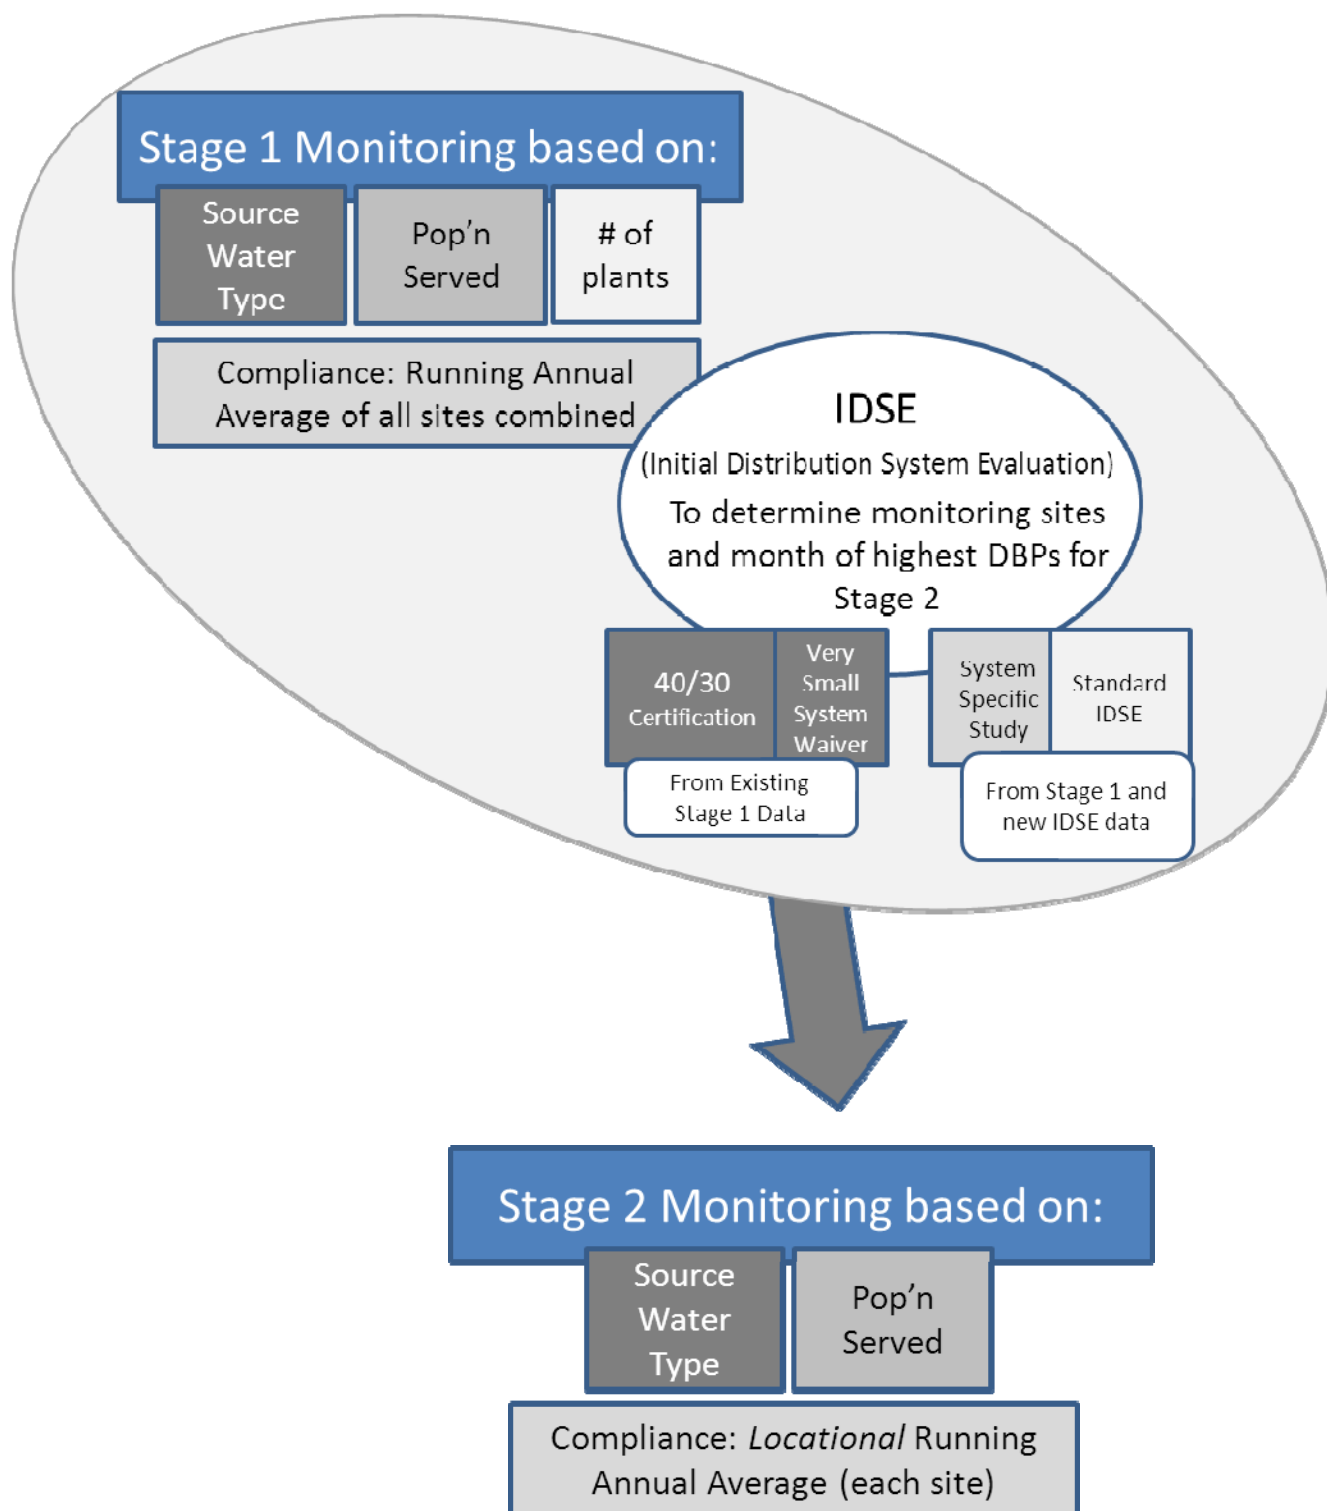 Stage 1 Monitoring based on:
Source
Water
Type
Pop’n
Served
# of
plants
Compliance: Running Annual
Average of all sites combined
IDSE
(Initial Distribution System Evaluation)
To determine monitoring sites
and month of highest DBPs for
Stage 2
40/30
Certification
Very
Small
System
Waiver
System
Specific
Study
Standard
IDSE
From Existing
Stage 1 Data
From Stage 1 and
new IDSE data
Stage 2 Monitoring based on:
Source
Water
Type
Pop’n
Served
Compliance: Locational Running
Annual Average (each site)